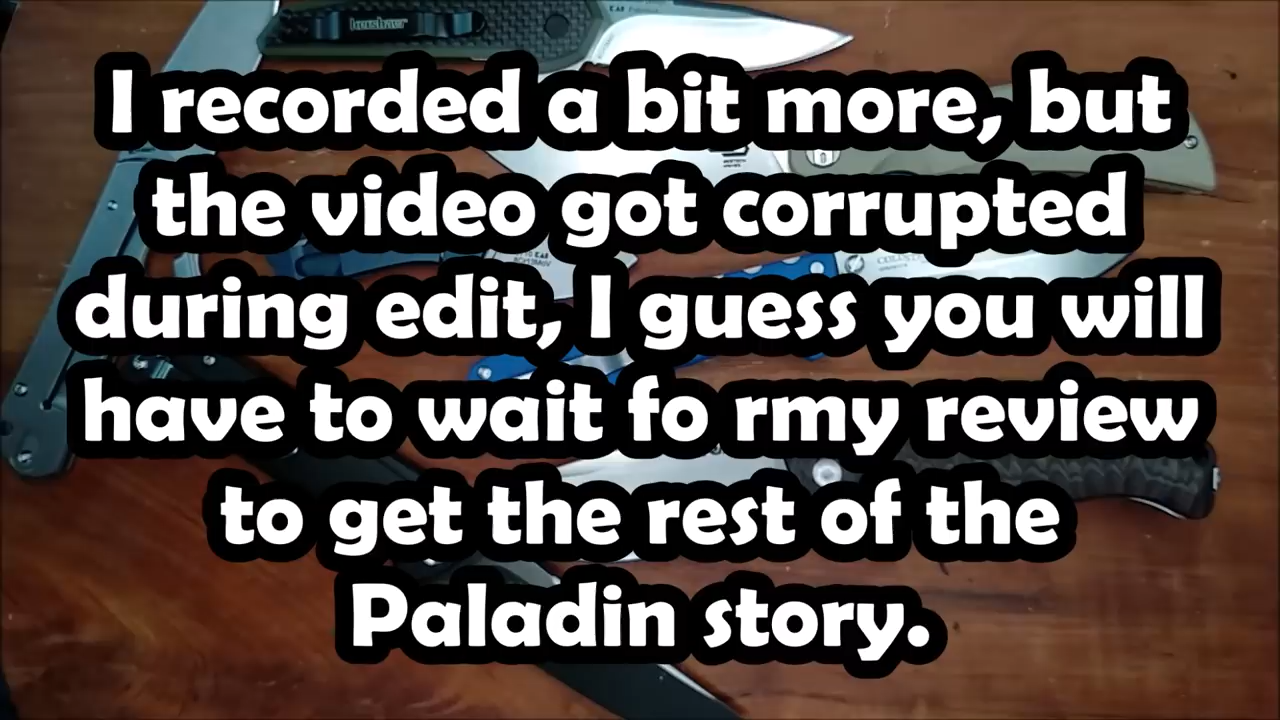 kershaw
I recorded a bit more, but
the video got corrupted
during edit, I guess you will
have to wait fo rmy review
to get the rest of the
Paladin story.